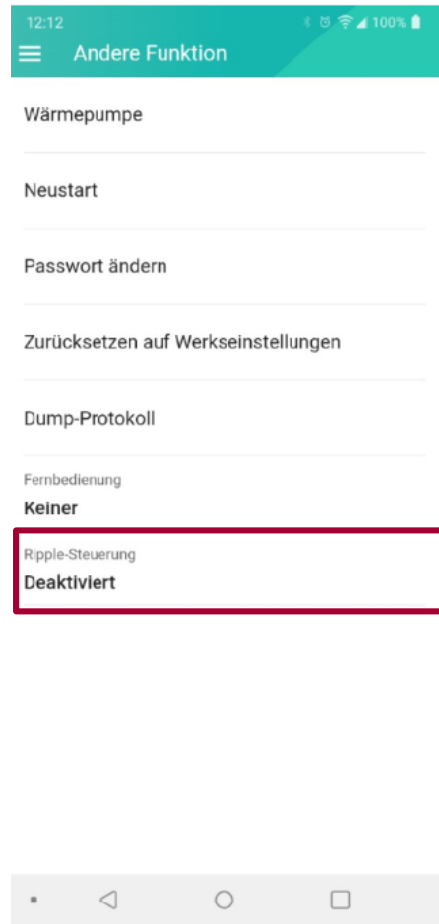 12:12 100%
Andere Funktion
Wärmepumpe
Neustart
Passwort ändern
Zurücksetzen auf Werkseinstellungen
Dump-Protokoll
Fernbedienung
Keiner
Ripple-Steuerung
Deaktiviert